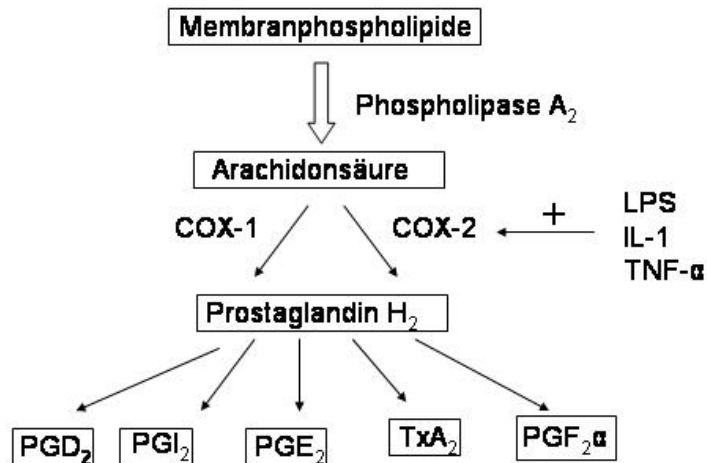 Membranphospholipide
Phospholipase A₂
Arachidonsäure
COX-1
COX-2
+
LPS
IL-1
TNF-α
Prostaglandin H₂
PGD₂
PGI₂
PGE₂
TxA₂
PGF₂α